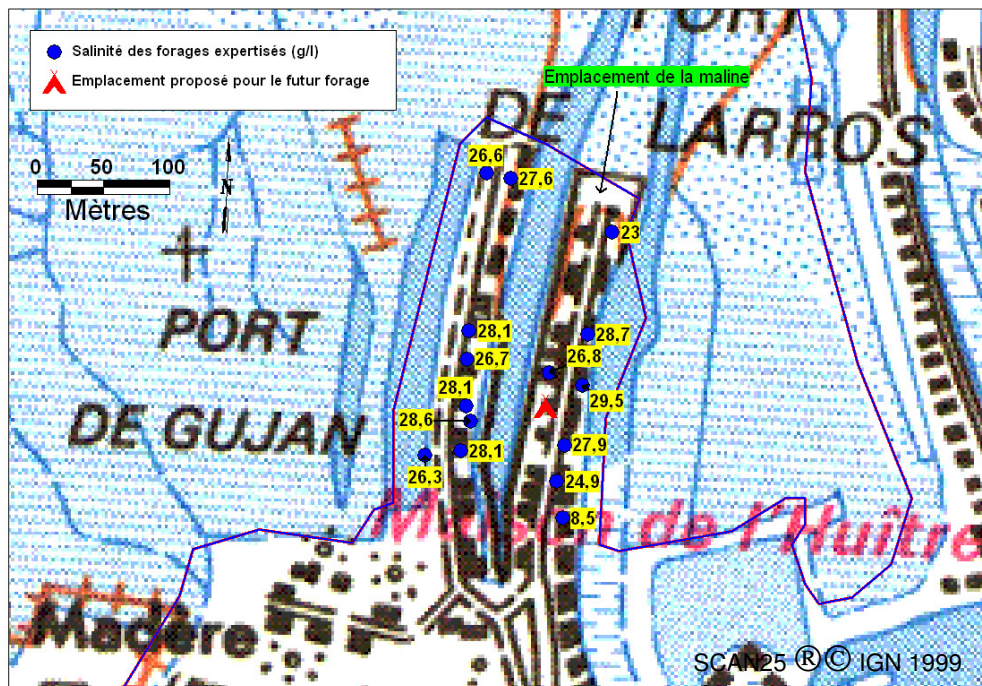 Salinité des forages expertisés (g/l)
Emplacement proposé pour le futur forage
PORT
Emplacement de la maline
DE
LARROS
0 50 100
Mètres
N
26,6
27,6
23
PORT
DE GUJAN
28,1
28,7
26,7
26,8
28,1
29,5
28,6
27,9
28,1
26,3
24,9
8,5
Maison de l'Huître
Madère
SCAN25 ®© IGN 1999